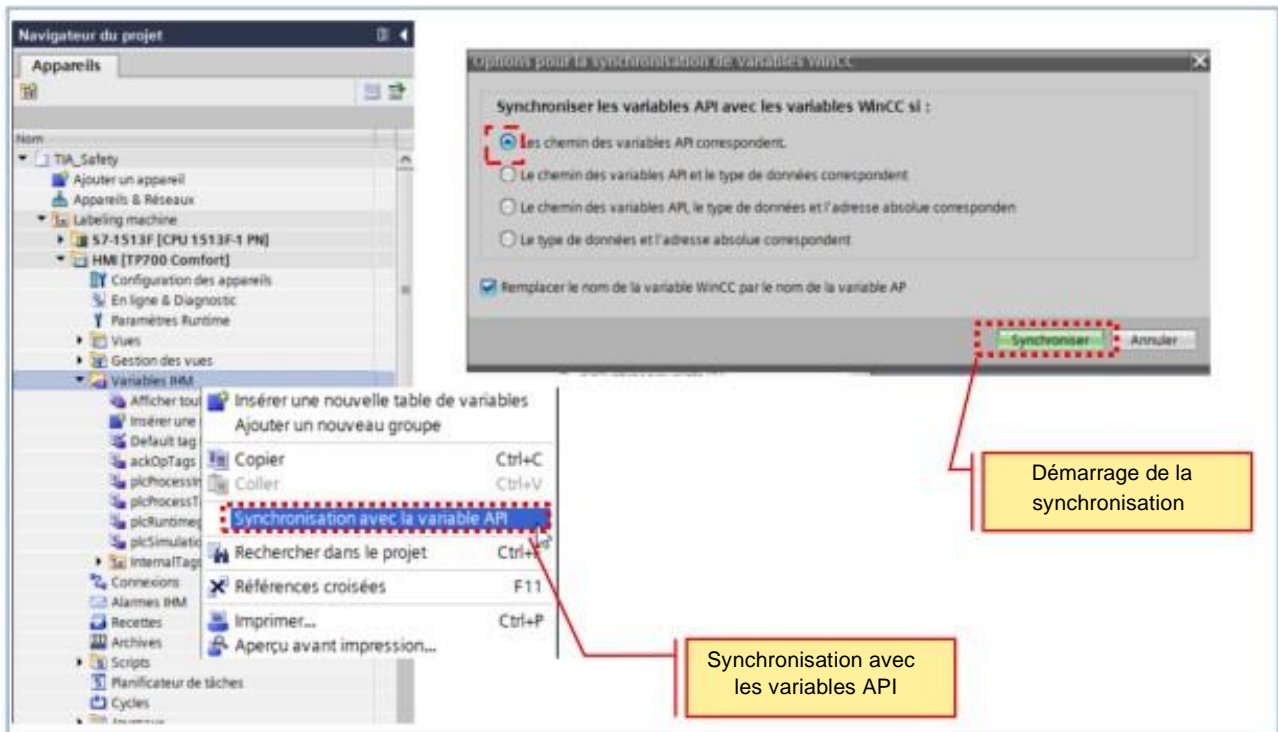 Navigateur du projet
Appareils
Nom
TIA_Safety
Ajouter un appareil
Appareils & Réseaux
Labeling machine
S7-1513F [CPU 1513F-1 PN]
HMI [TP700 Comfort]
Configuration des appareils
En ligne & Diagnostic
Paramètres Runtime
Vues
Gestion des vues
Variables IHM
Afficher tou
Insérer une
Default tag
ackOpTags
plcProcessIn
plcProcessT
plcRuntime
plcSimulatio
InternalTags
Connexions
Alarmes IHM
Recettes
Archives
Scripts
Planificateur de tâches
Cycles
Journaux
Insérer une nouvelle table de variables
Ajouter un nouveau groupe
Copier Ctrl+C
Coller Ctrl+V
Synchronisation avec la variable API
Rechercher dans le projet Ctrl+F
Références croisées F11
Imprimer... Ctrl+P
Aperçu avant impression...
Options pour la synchronisation de variables WinCC
Synchroniser les variables API avec les variables WinCC si :
Les chemin des variables API correspondent.
Le chemin des variables API et le type de données correspondent
Le chemin des variables API, le type de données et l'adresse absolue corresponden
Le type de données et l'adresse absolue correspondent
Remplacer le nom de la variable WinCC par le nom de la variable AP
Synchroniser Annuler
Démarrage de la
synchronisation
Synchronisation avec
les variables API